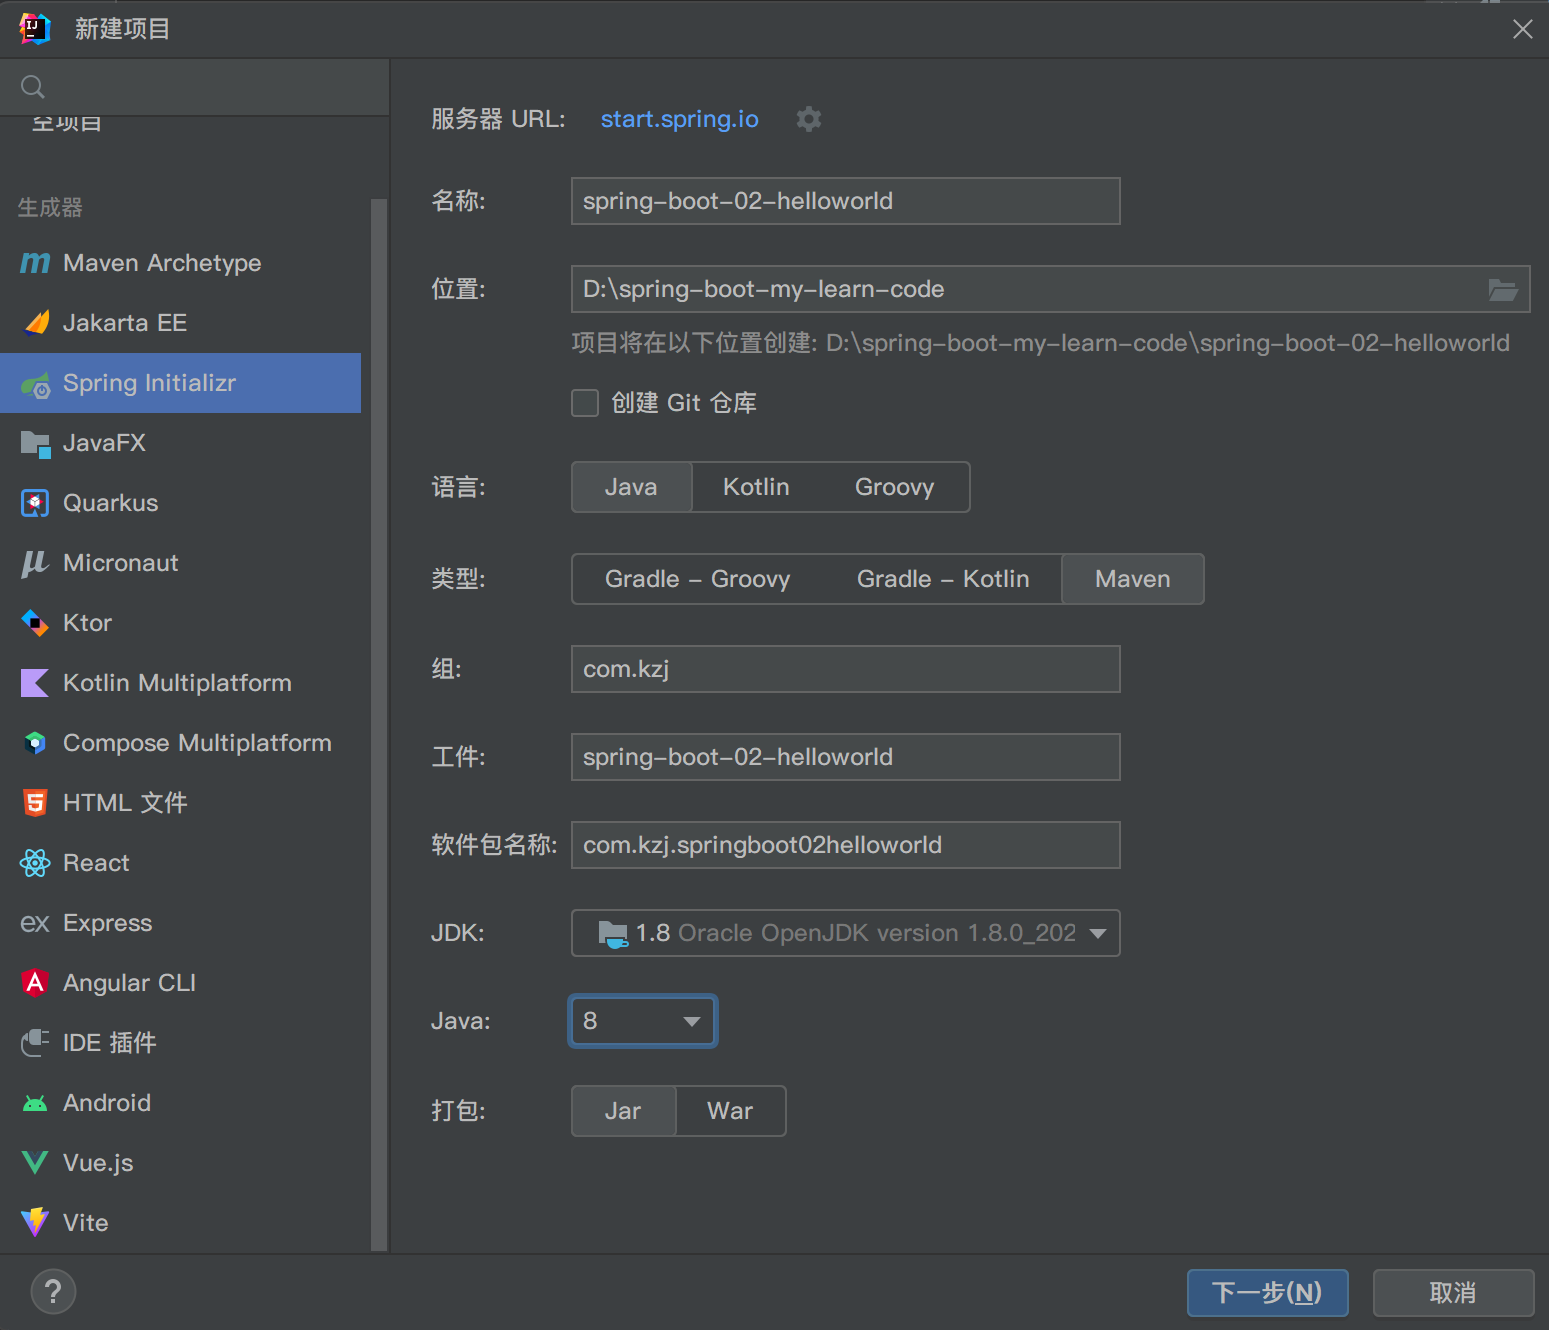 新建项目
空项目
生成器
Maven Archetype
Jakarta EE
Spring Initializr
JavaFX
Quarkus
Micronaut
Ktor
Kotlin Multiplatform
Compose Multiplatform
HTML 文件
React
Express
Angular CLI
IDE 插件
Android
Vue.js
Vite
服务器 URL: start.spring.io
名称: spring-boot-02-helloworld
位置: D:\spring-boot-my-learn-code
项目将在以下位置创建: D:\spring-boot-my-learn-code\spring-boot-02-helloworld
创建 Git 仓库
语言: Java Kotlin Groovy
类型: Gradle - Groovy Gradle - Kotlin Maven
组: com.kzj
工件: spring-boot-02-helloworld
软件包名称: com.kzj.springboot02helloworld
JDK: 1.8 Oracle OpenJDK version 1.8.0_202
Java: 8
打包: Jar War
? 下一步(N) 取消